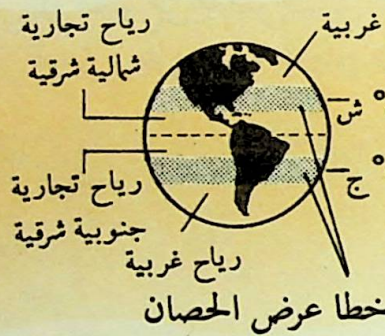 رياح تجارية
شمالية شرقية
غربية
°ش
°ج
رياح تجارية
جنوبية شرقية
رياح غربية
خطا عرض الحصان